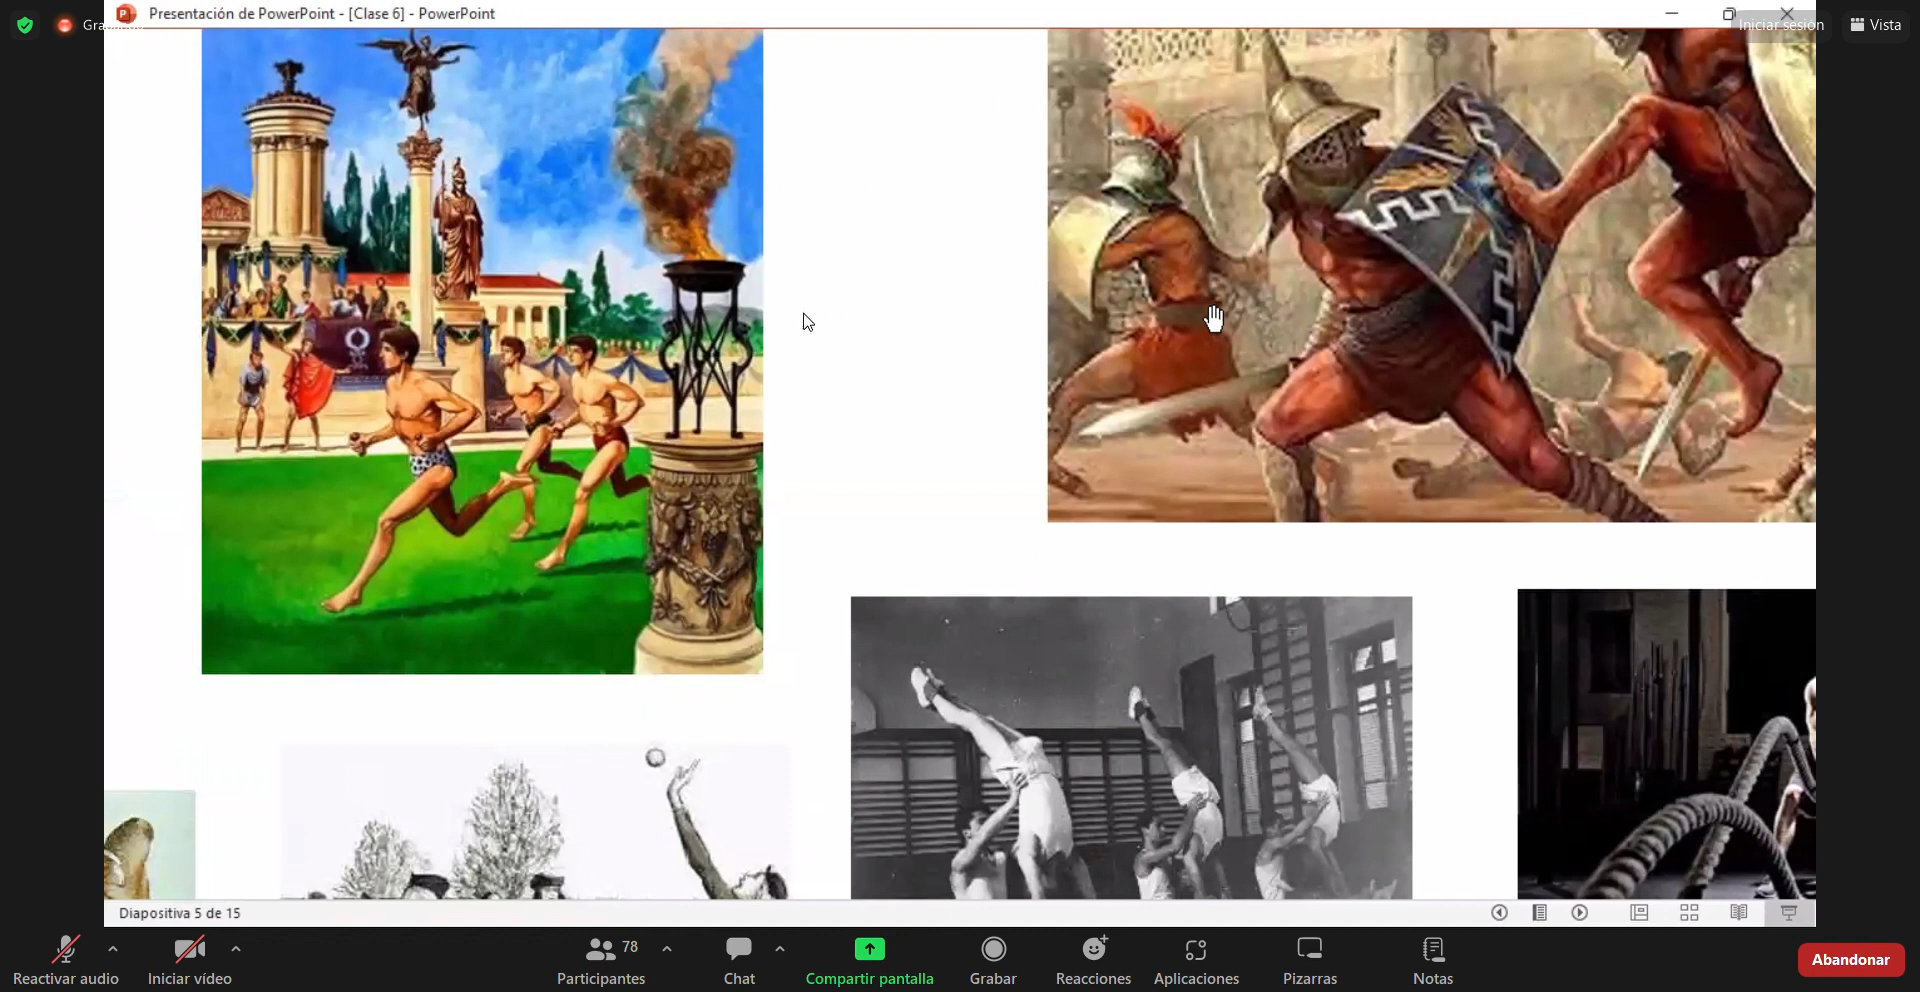 Presentación de PowerPoint - [Clase 6] - PowerPoint
Iniciar sesión
Vista
Diapositiva 5 de 15
78
Reactivar audio
Iniciar vídeo
Participantes
Chat
Compartir pantalla
Grabar
Reacciones
Aplicaciones
Pizarras
Notas
Abandonar